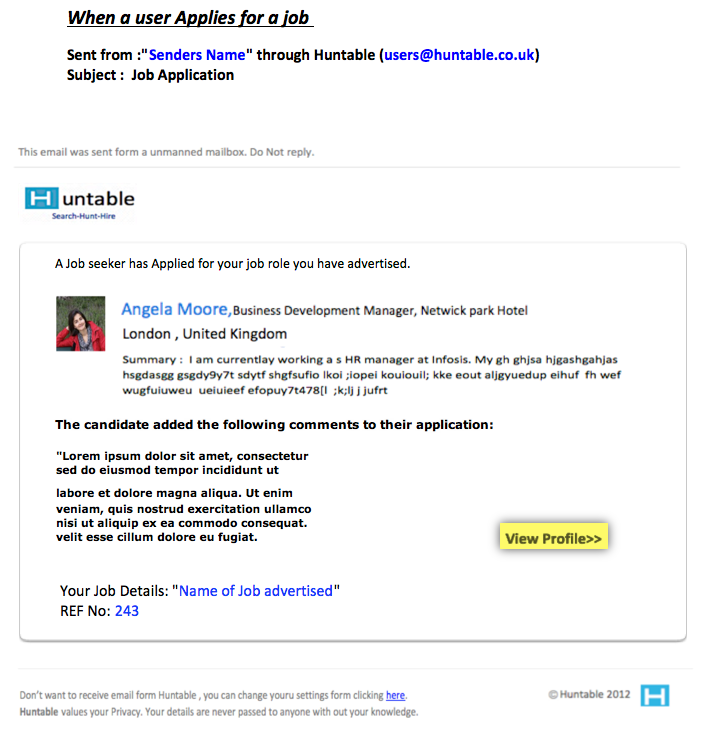 When a user Applies for a job
Sent from :"Senders Name" through Huntable (users@huntable.co.uk)
Subject :  Job Application
This email was sent form a unmanned mailbox. Do Not reply.
Huntable
Search-Hunt-Hire
A Job seeker has Applied for your job role you have advertised.
Angela Moore, Business Development Manager, Netwick park Hotel
London , United Kingdom
Summary :  I am currentlay working a s HR manager at Infosis. My gh ghjsa hjgashgahjas
hsgdasgg gsgdy9y7t sdytf shgfsufio lkoi ;iopei kouiouil; kke eout aljgyuedup eihuf  fh wef
wugfuiuweu  ueiuieef efopuy7t478[l  ;k;lj j jufrt
The candidate added the following comments to their application:
"Lorem ipsum dolor sit amet, consectetur
sed do eiusmod tempor incididunt ut
labore et dolore magna aliqua. Ut enim
veniam, quis nostrud exercitation ullamco
nisi ut aliquip ex ea commodo consequat.
velit esse cillum dolore eu fugiat.
View Profile>>
Your Job Details: "Name of Job advertised"
REF No: 243
Don't want to receive email form Huntable , you can change youru settings form clicking here.
Huntable values your Privacy. Your details are never passed to anyone with out your knowledge.
© Huntable 2012 H